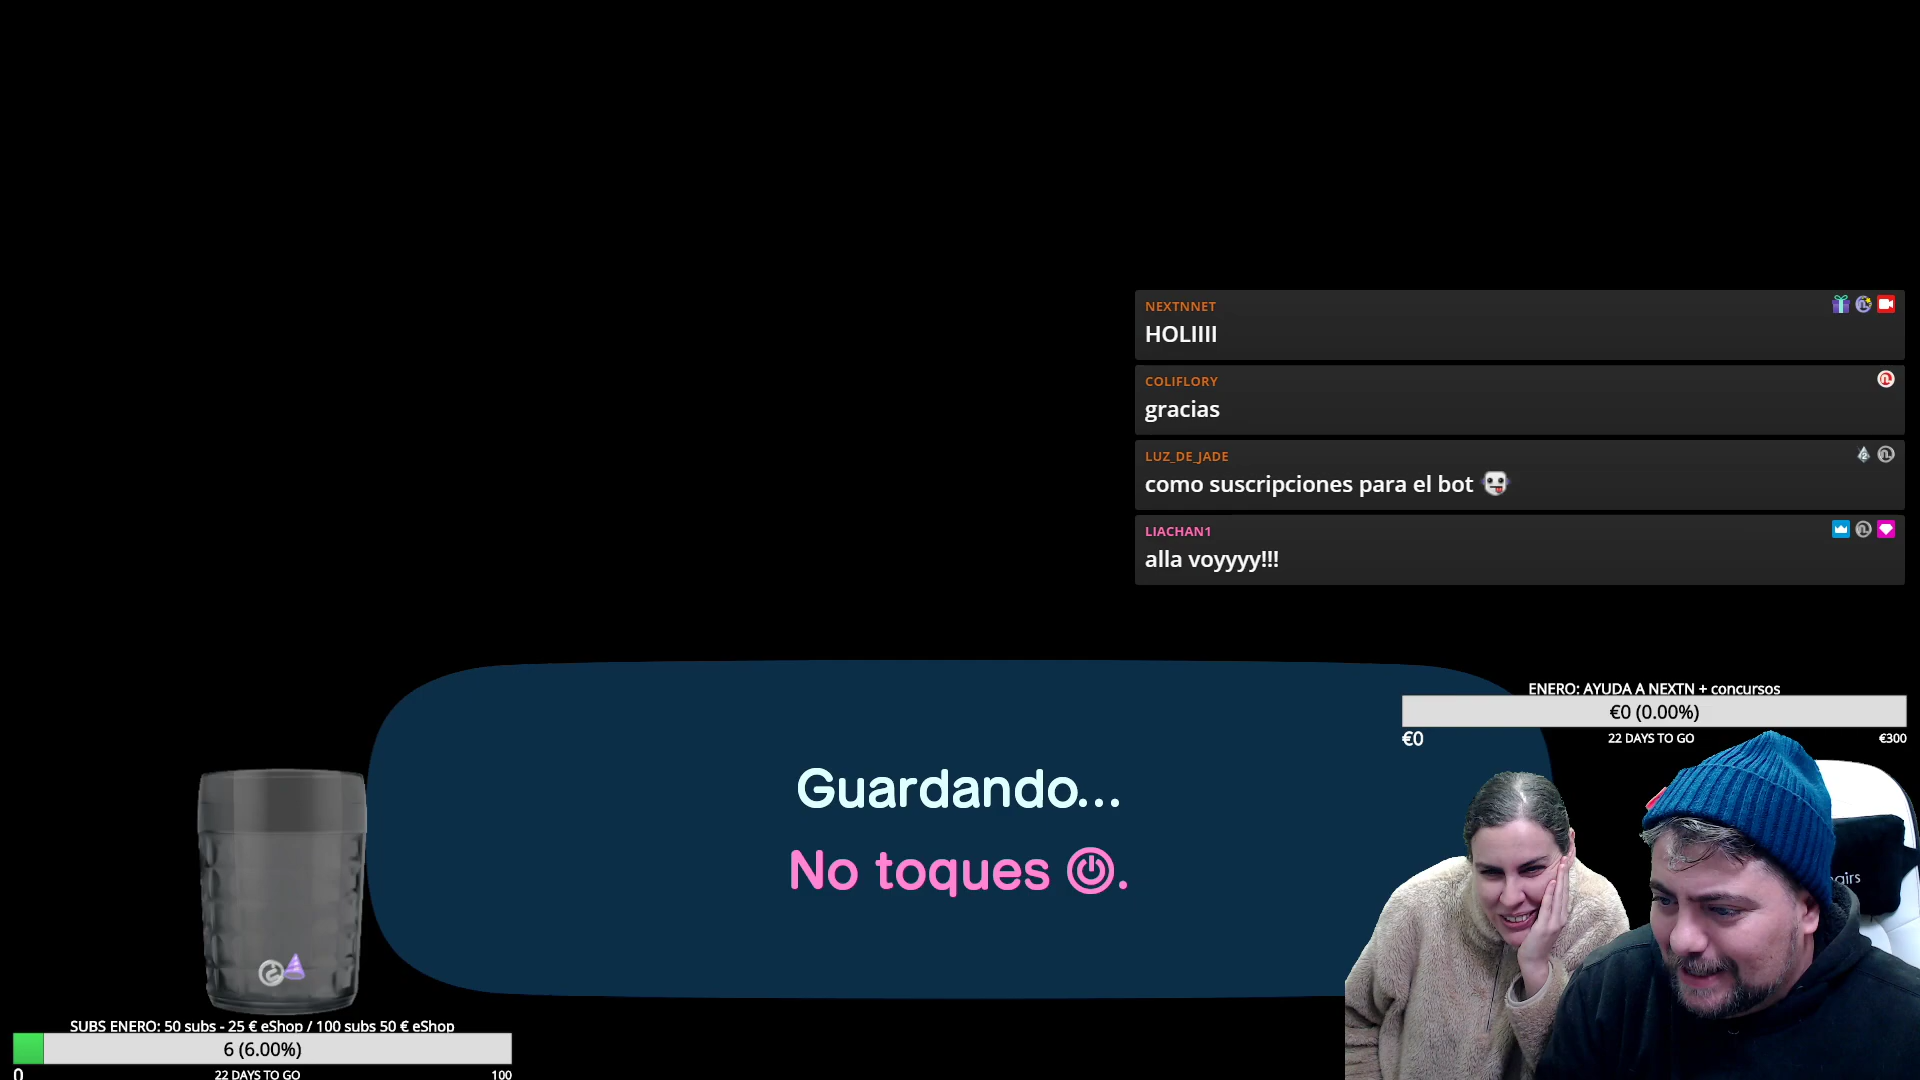 NEXTNNET
HOLIIII
COLIFLORY
gracias
LUZ_DE_JADE
como suscripciones para el bot
LIACHAN1
alla voyyyy!!!
ENERO: AYUDA A NEXTN + concursos
€0 (0.00%)
€0 22 DAYS TO GO €300
Guardando...
No toques.
SUBS ENERO: 50 subs - 25 € eShop / 100 subs 50 € eShop
6 (6.00%)
0 22 DAYS TO GO 100